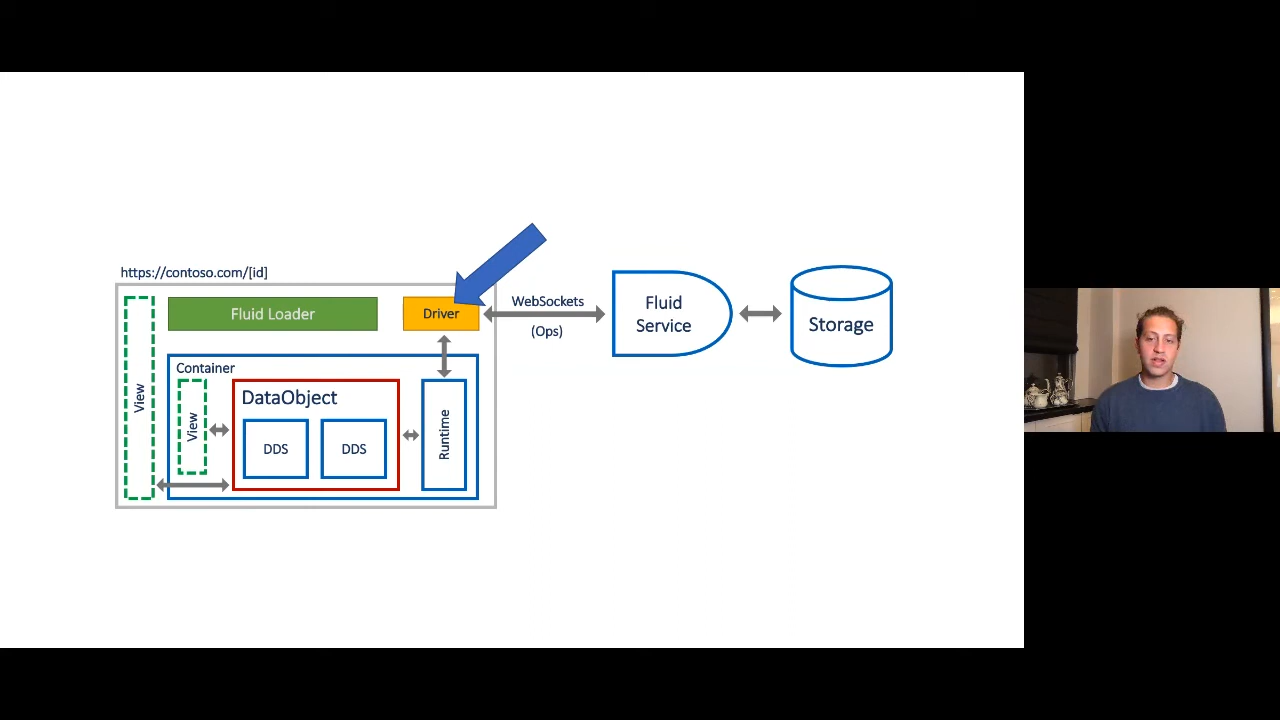 https://contoso.com/[id]
Fluid Loader
Driver
WebSockets
(Ops)
Fluid
Service
Storage
View
Container
View
DataObject
DDS
DDS
Runtime